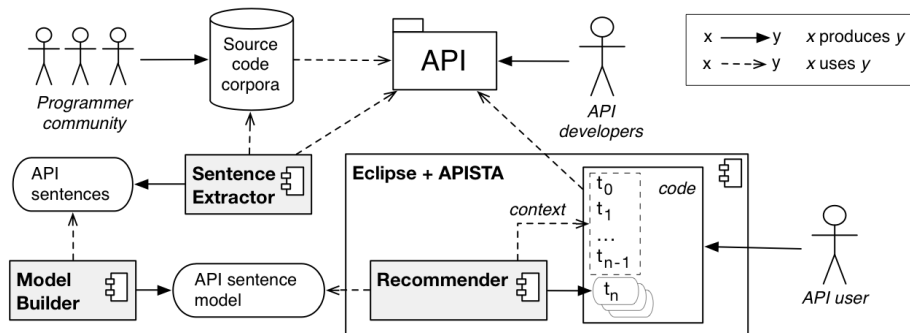 Programmer
community
Source
code
corpora
API
API
developers
x y x produces y
x y x uses y
API
sentences
Sentence
Extractor
Eclipse + APISTA
code
context
t0
t1
...
tn-1
tn
Model
Builder
API sentence
model
Recommender
API user